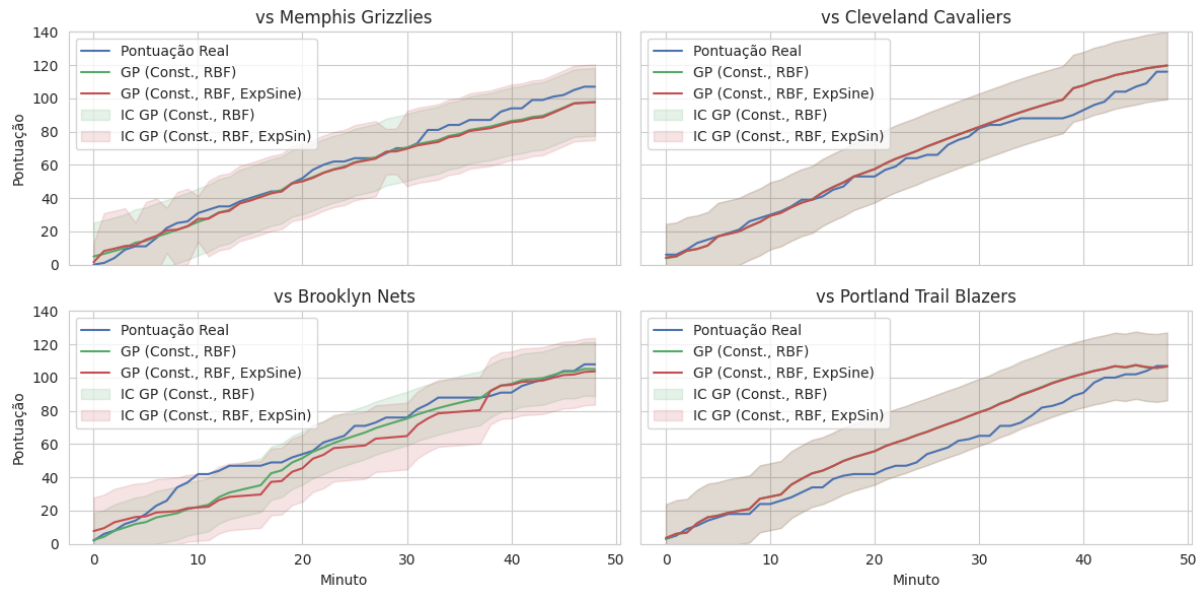 vs Memphis Grizzlies
140
120
100
80
60
40
20
0
Pontuação
Pontuação Real
GP (Const., RBF)
GP (Const., RBF, ExpSine)
IC GP (Const., RBF)
IC GP (Const., RBF, ExpSin)
vs Cleveland Cavaliers
Pontuação Real
GP (Const., RBF)
GP (Const., RBF, ExpSine)
IC GP (Const., RBF)
IC GP (Const., RBF, ExpSin)
vs Brooklyn Nets
140
120
100
80
60
40
20
0
Pontuação
Pontuação Real
GP (Const., RBF)
GP (Const., RBF, ExpSine)
IC GP (Const., RBF)
IC GP (Const., RBF, ExpSin)
0 10 20 30 40 50
Minuto
vs Portland Trail Blazers
Pontuação Real
GP (Const., RBF)
GP (Const., RBF, ExpSine)
IC GP (Const., RBF)
IC GP (Const., RBF, ExpSin)
0 10 20 30 40 50
Minuto